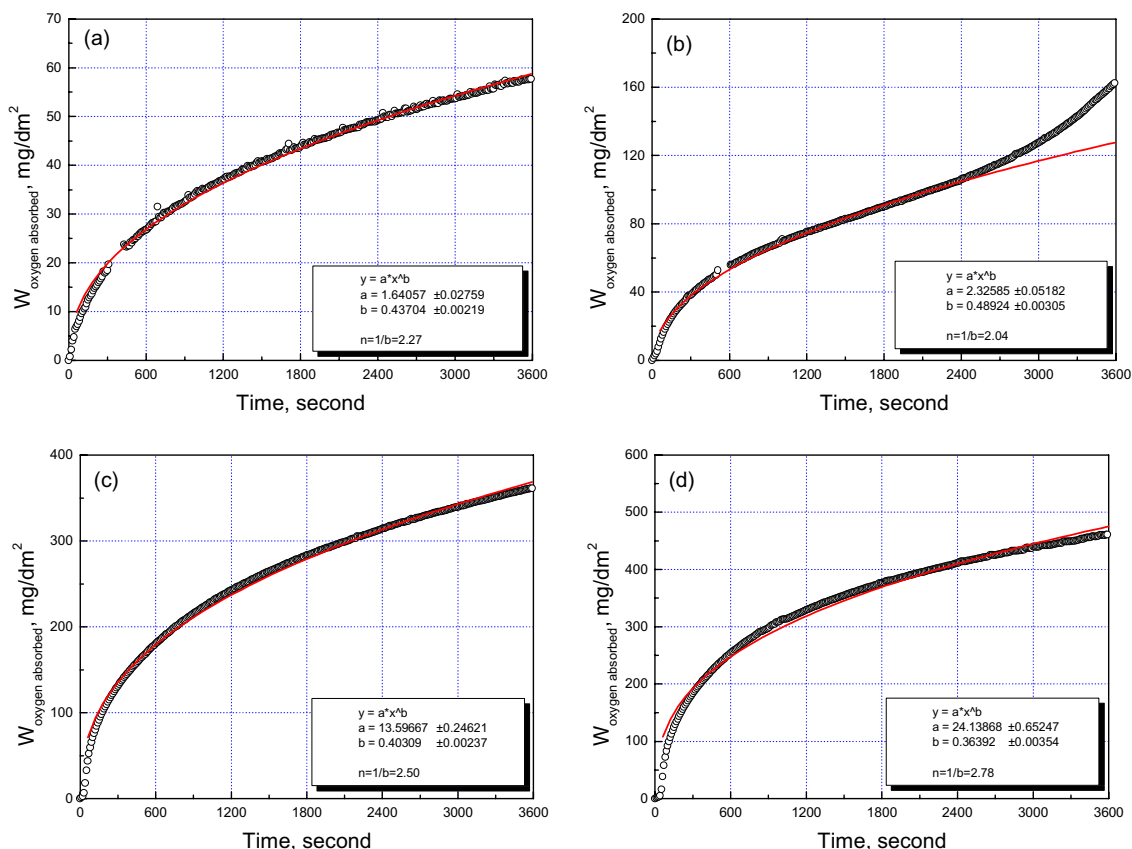 (a)
70
60
50
40
30
20
10
0
W oxygen absorbed, mg/dm²
0 600 1200 1800 2400 3000 3600
Time, second
y = a*x^b
a = 1.64057 ±0.02759
b = 0.43704 ±0.00219
n=1/b=2.27
(b)
200
160
120
80
40
0
W oxygen absorbed, mg/dm²
0 600 1200 1800 2400 3000 3600
Time, second
y = a*x^b
a = 2.32585 ±0.05182
b = 0.48924 ±0.00305
n=1/b=2.04
(c)
400
300
200
100
0
W oxygen absorbed, mg/dm²
0 600 1200 1800 2400 3000 3600
Time, second
y = a*x^b
a = 13.59667 ±0.24621
b = 0.40309 ±0.00237
n=1/b=2.50
(d)
600
500
400
300
200
100
0
W oxygen absorbed, mg/dm²
0 600 1200 1800 2400 3000 3600
Time, second
y = a*x^b
a = 24.13868 ±0.65247
b = 0.36392 ±0.00354
n=1/b=2.78